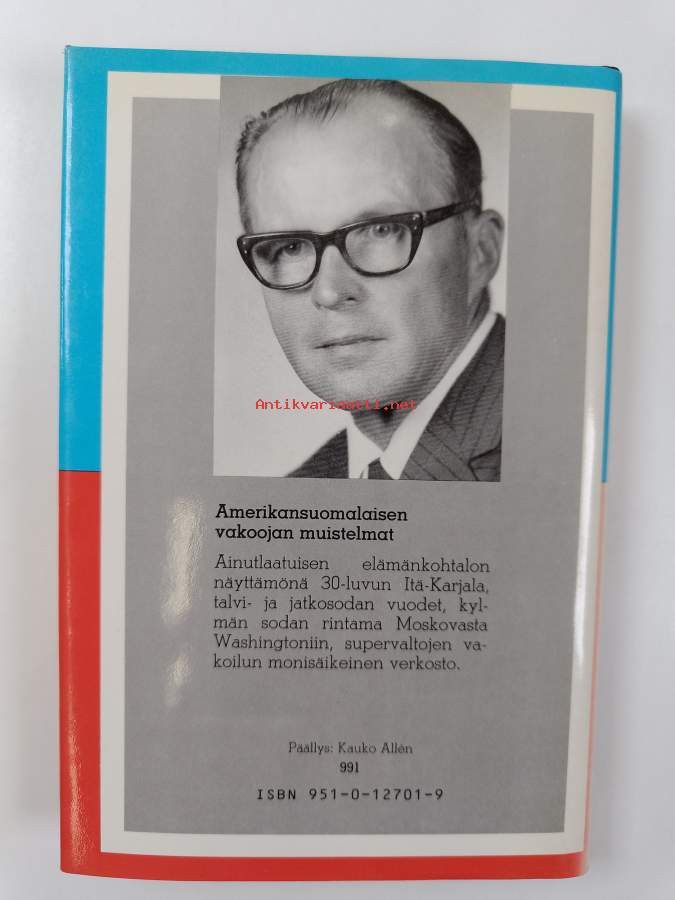 Antikvariaatti.net
Amerikansuomalaisen
vakoojan muistelmat
Ainutlaatuisen elämänkohtalon
näyttämönä 30-luvun Itä-Karjala,
talvi- ja jatkosodan vuodet, kyl-
män sodan rintama Moskovasta
Washingtoniin, supervaltojen va-
koilun monisäikeinen verkosto.
Päällys: Kauko Allén
991
ISBN 951-0-12701-9